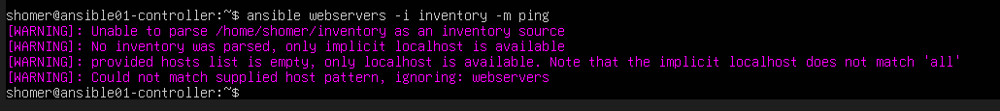 shomer@ansible01-controller:~$ ansible webservers -i inventory -m ping
[WARNING]: Unable to parse /home/shomer/inventory as an inventory source
[WARNING]: No inventory was parsed, only implicit localhost is available
[WARNING]: provided hosts list is empty, only localhost is available. Note that the implicit localhost does not match 'all'
[WARNING]: Could not match supplied host pattern, ignoring: webservers
shomer@ansible01-controller:~$